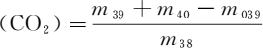 (CO₂) = (m₃₉ + m₄₀ − m₀₃₉) / m₃₈